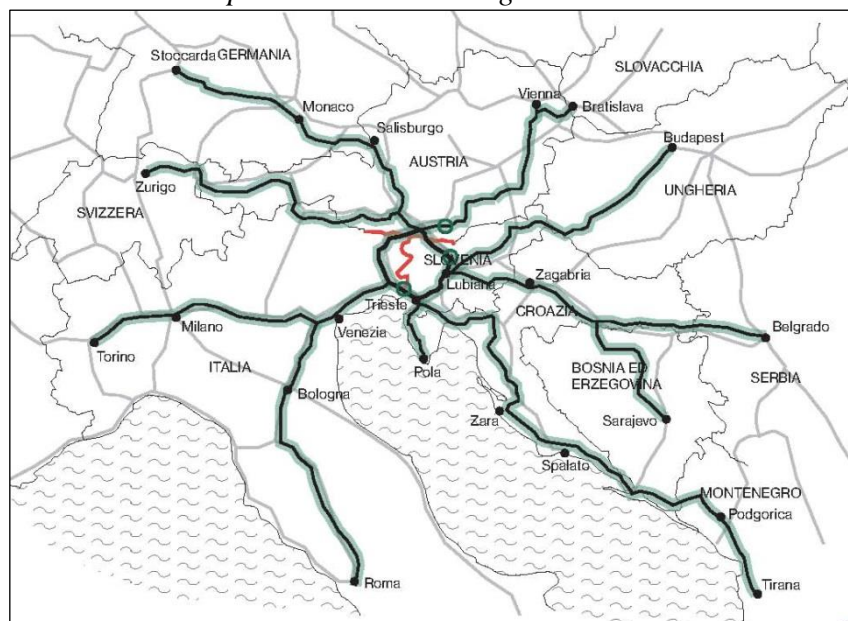 Stoccarda GERMANIA
SLOVACCHIA
Monaco
Vienna
Bratislava
Salisburgo
Budapest
AUSTRIA
Zurigo
UNGHERIA
SVIZZERA
SLOVENIA
Lubiana
Zagabria
Trieste
CROAZIA
Milano
Venezia
Belgrado
Torino
ITALIA
Pola
BOSNIA ED
ERZEGOVINA
SERBIA
Bologna
Zara
Sarajevo
Spalato
MONTENEGRO
Podgorica
Roma
Tirana